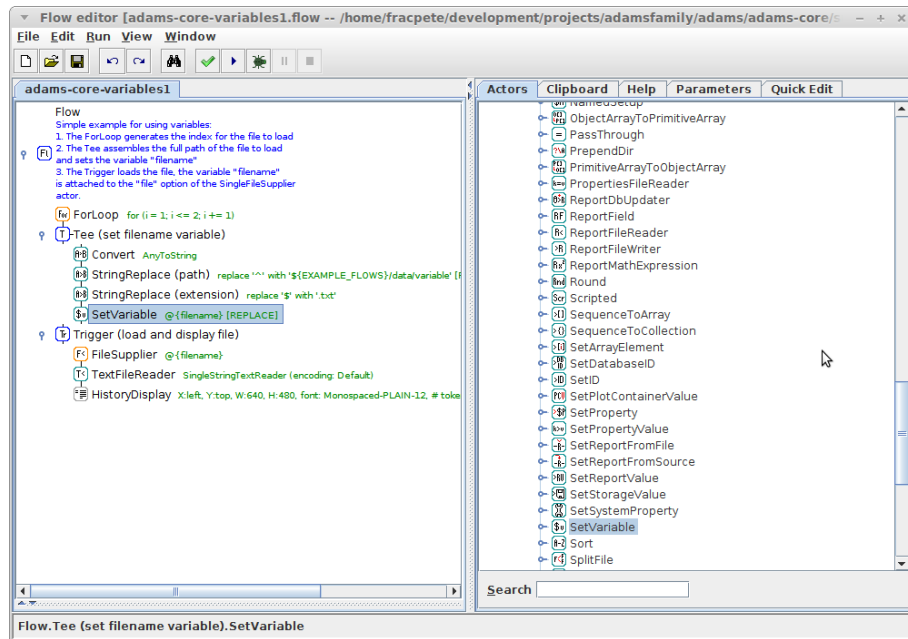 Flow editor [adams-core-variables1.flow -- /home/fracpete/development/projects/adamsfamily/adams/adams-core/s
File Edit Run View Window
adams-core-variables1
Flow
Simple example for using variables:
1. The ForLoop generates the index for the file to load
2. The Tee assembles the full path of the file to load
and sets the variable "filename"
3. The Trigger loads the file, the variable "filename"
is attached to the "file" option of the SingleFileSupplier
actor.
ForLoop for (i = 1; i <= 2; i += 1)
Tee (set filename variable)
Convert AnyToString
StringReplace (path) replace '^' with '${EXAMPLE_FLOWS}/data/variable' [F
StringReplace (extension) replace '$' with '.txt'
SetVariable @{filename} [REPLACE]
Trigger (load and display file)
FileSupplier @{filename}
TextFileReader SingleStringTextReader (encoding: Default)
HistoryDisplay X:left, Y:top, W:640, H:480, font: Monospaced-PLAIN-12, # toke
Actors Clipboard Help Parameters Quick Edit
NamedSetup
ObjectArrayToPrimitiveArray
PassThrough
PrependDir
PrimitiveArrayToObjectArray
PropertiesFileReader
ReportDbUpdater
ReportField
ReportFileReader
ReportFileWriter
ReportMathExpression
Round
Scripted
SequenceToArray
SequenceToCollection
SetArrayElement
SetDatabaseID
SetID
SetPlotContainerValue
SetProperty
SetPropertyValue
SetReportFromFile
SetReportFromSource
SetReportValue
SetStorageValue
SetSystemProperty
SetVariable
Sort
SplitFile
Search
Flow.Tee (set filename variable).SetVariable